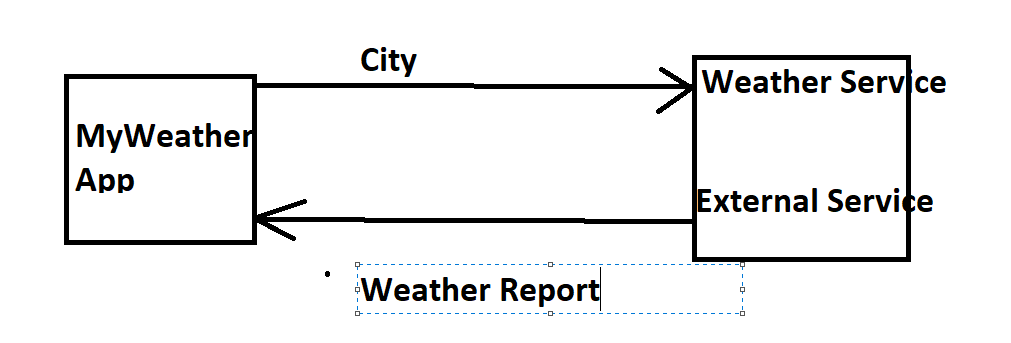 City
Weather Service
MyWeather
App
External Service
Weather Report